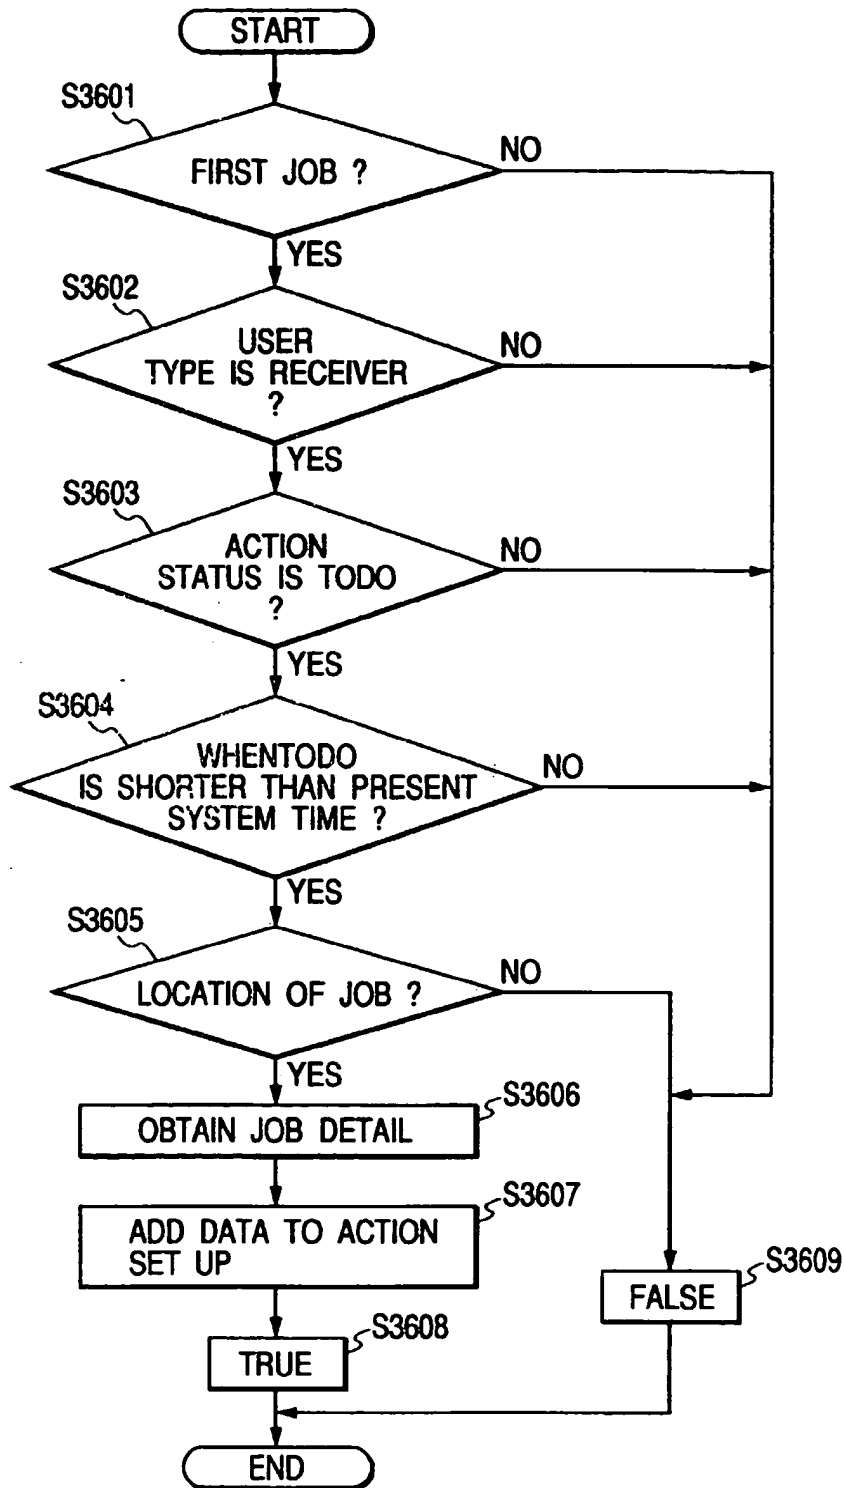 START
S3601
FIRST JOB ?
NO
YES
S3602
USER
TYPE IS RECEIVER
?
NO
YES
S3603
ACTION
STATUS IS TODO
?
NO
YES
S3604
WHENTODO
IS SHORTER THAN PRESENT
SYSTEM TIME ?
NO
YES
S3605
LOCATION OF JOB ?
NO
YES
S3606
OBTAIN JOB DETAIL
S3607
ADD DATA TO ACTION
SET UP
S3609
FALSE
S3608
TRUE
END